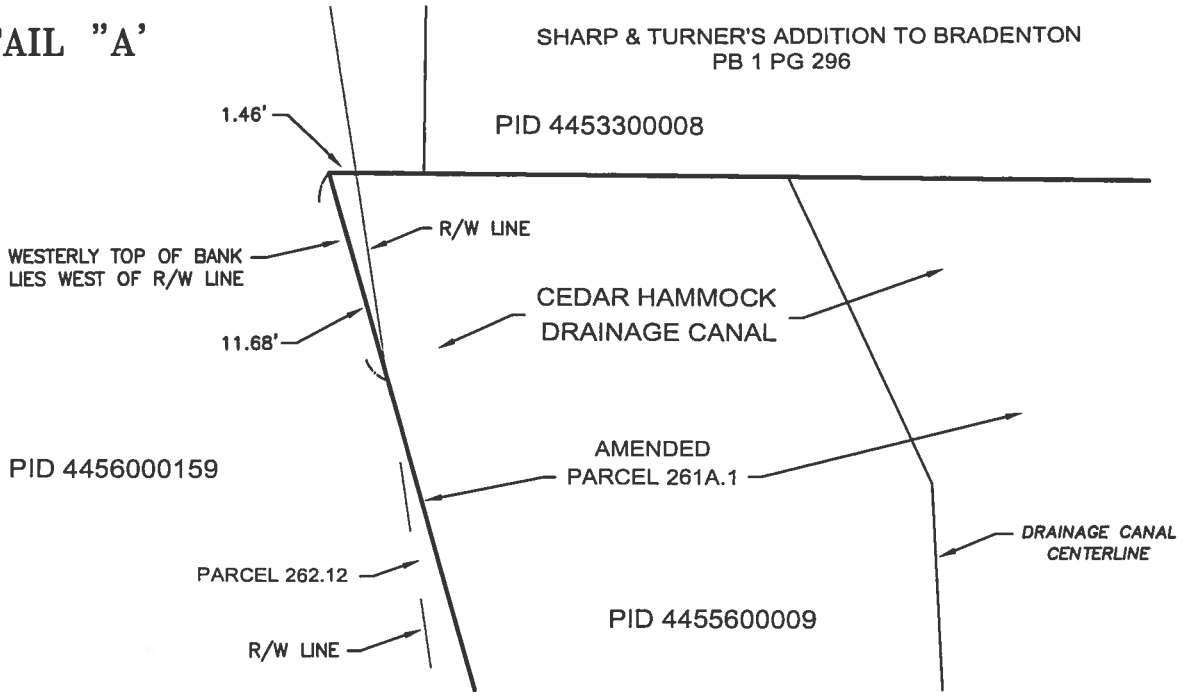 'AIL "A'
SHARP & TURNER'S ADDITION TO BRADENTON
PB 1 PG 296
1.46'
PID 4453300008
R/W LINE
WESTERLY TOP OF BANK
LIES WEST OF R/W LINE
CEDAR HAMMOCK
DRAINAGE CANAL
11.68'
AMENDED
PARCEL 261A.1
PID 4456000159
DRAINAGE CANAL
CENTERLINE
PARCEL 262.12
PID 4455600009
R/W LINE